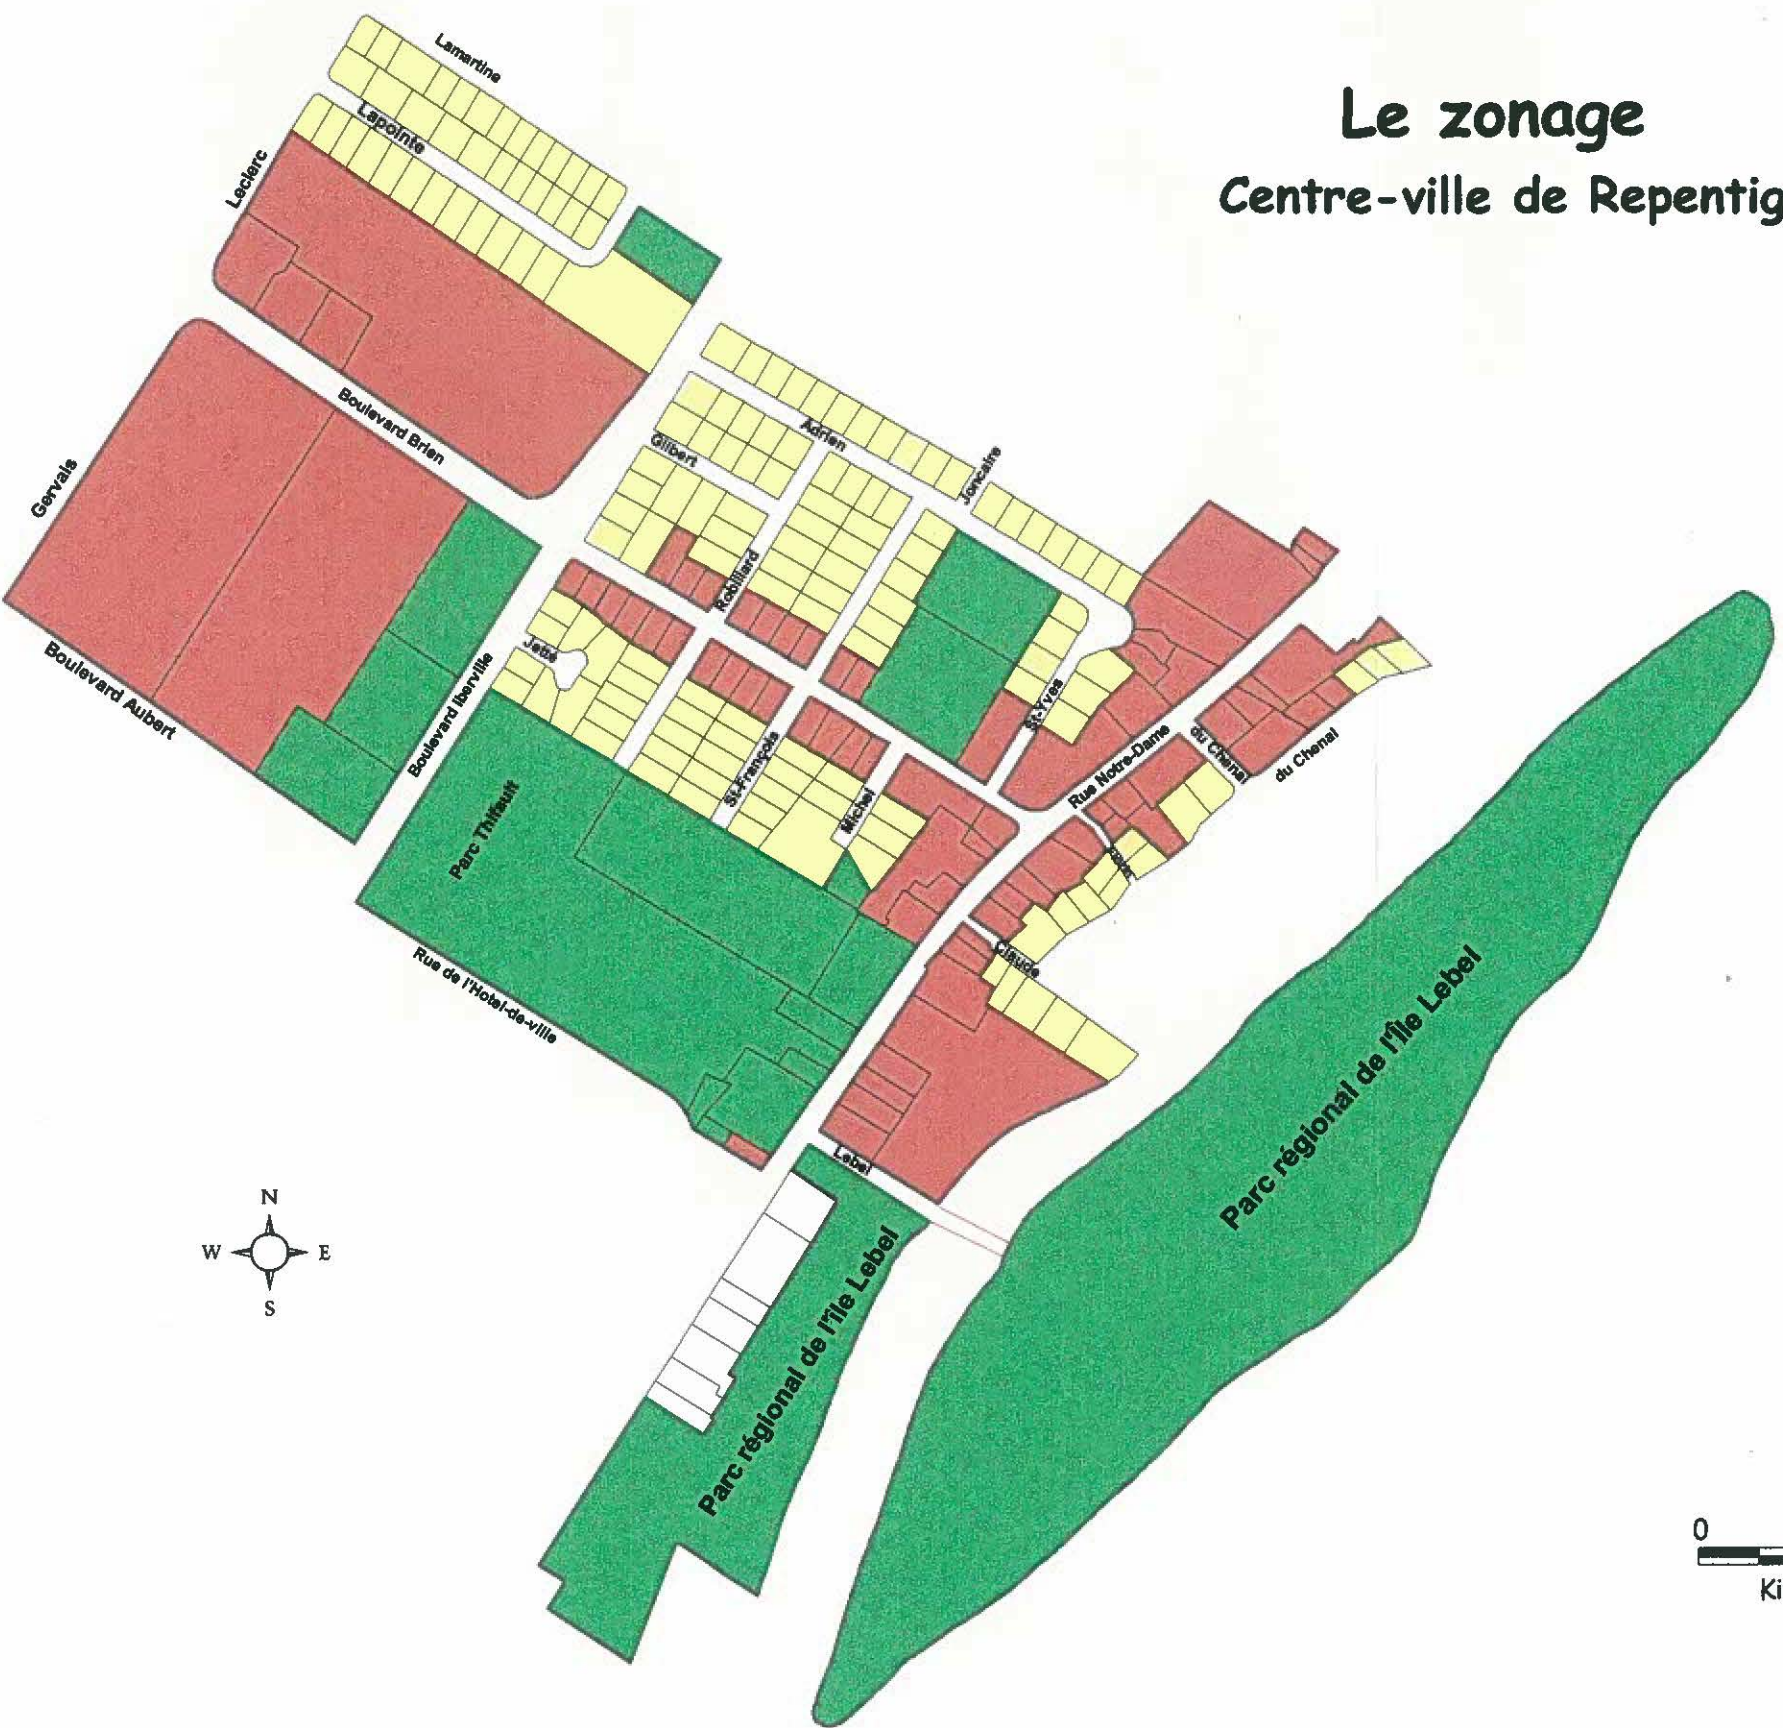 Le zonage
Centre-ville de Repentig
Lamartine
Lapointe
Leclerc
Boulevard Brien
Gervais
Adrien
Gilbert
Joncaire
Robillard
Jette
Boulevard Iberville
Boulevard Aubert
St-Yves
Rue Notre-Dame
du Chenal
du Chenal
St-François
Michel
Parc Thifault
Claude
Rue de l'Hotel-de-ville
Parc régional de l'Île Lebel
Lebel
Parc régional de l'Île Lebel
N
W
E
S
0
Ki